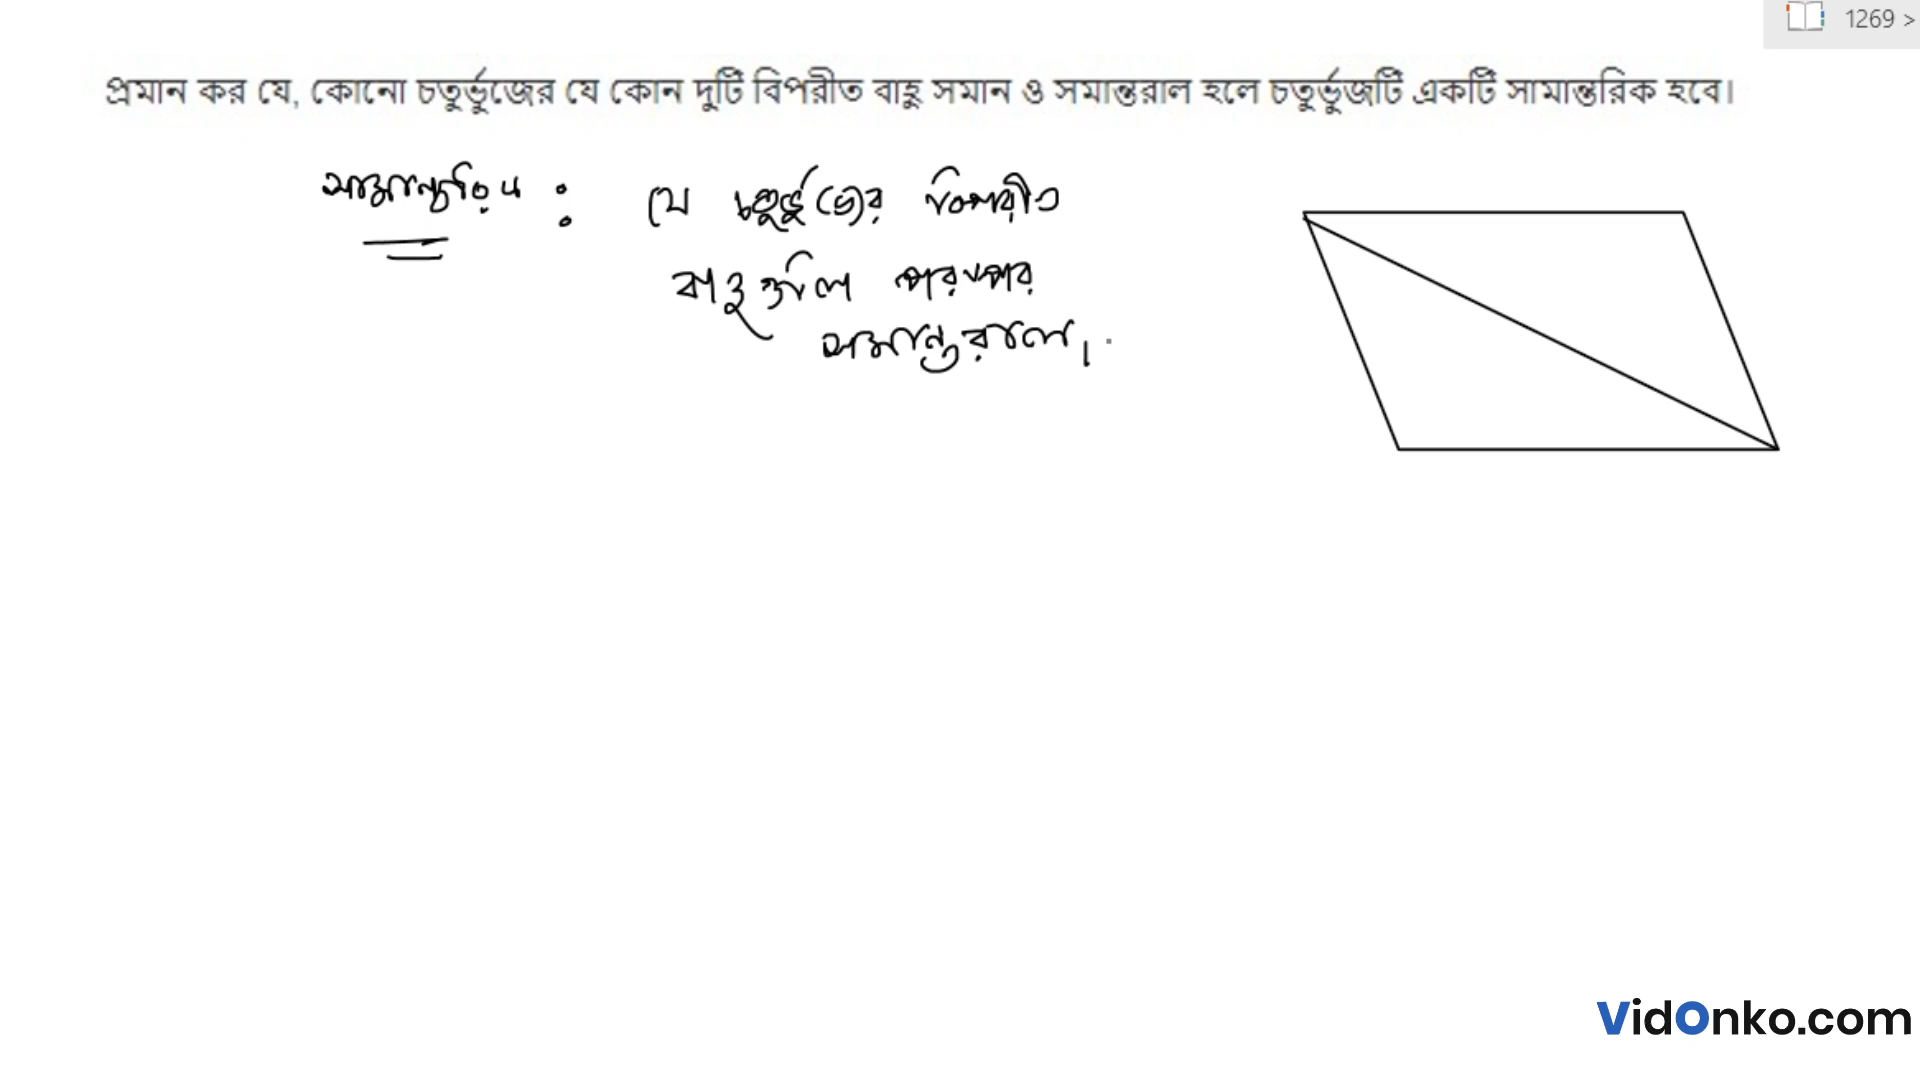 1269 >
প্রমান কর যে, কোনো চতুর্ভুজের যে কোন দুটি বিপরীত বাহু সমান ও সমান্তরাল হলে চতুর্ভুজটি একটি সামান্তরিক হবে।
সামান্তরিক : যে চতুর্ভুজের বিপরীত
বাহুগুলি পরস্পর
সমান্তরাল।
VidOnko.com